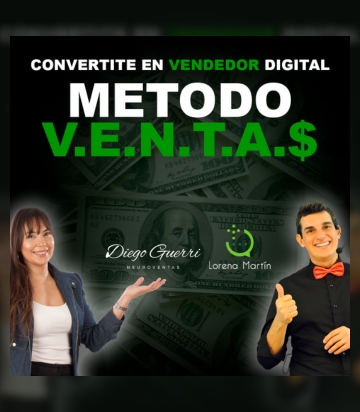 CONVERTITE EN VENDEDOR DIGITAL
METODO
V.E.N.T.A.$
Diego Guerri
NEUROVENTAS
Lorena Martín